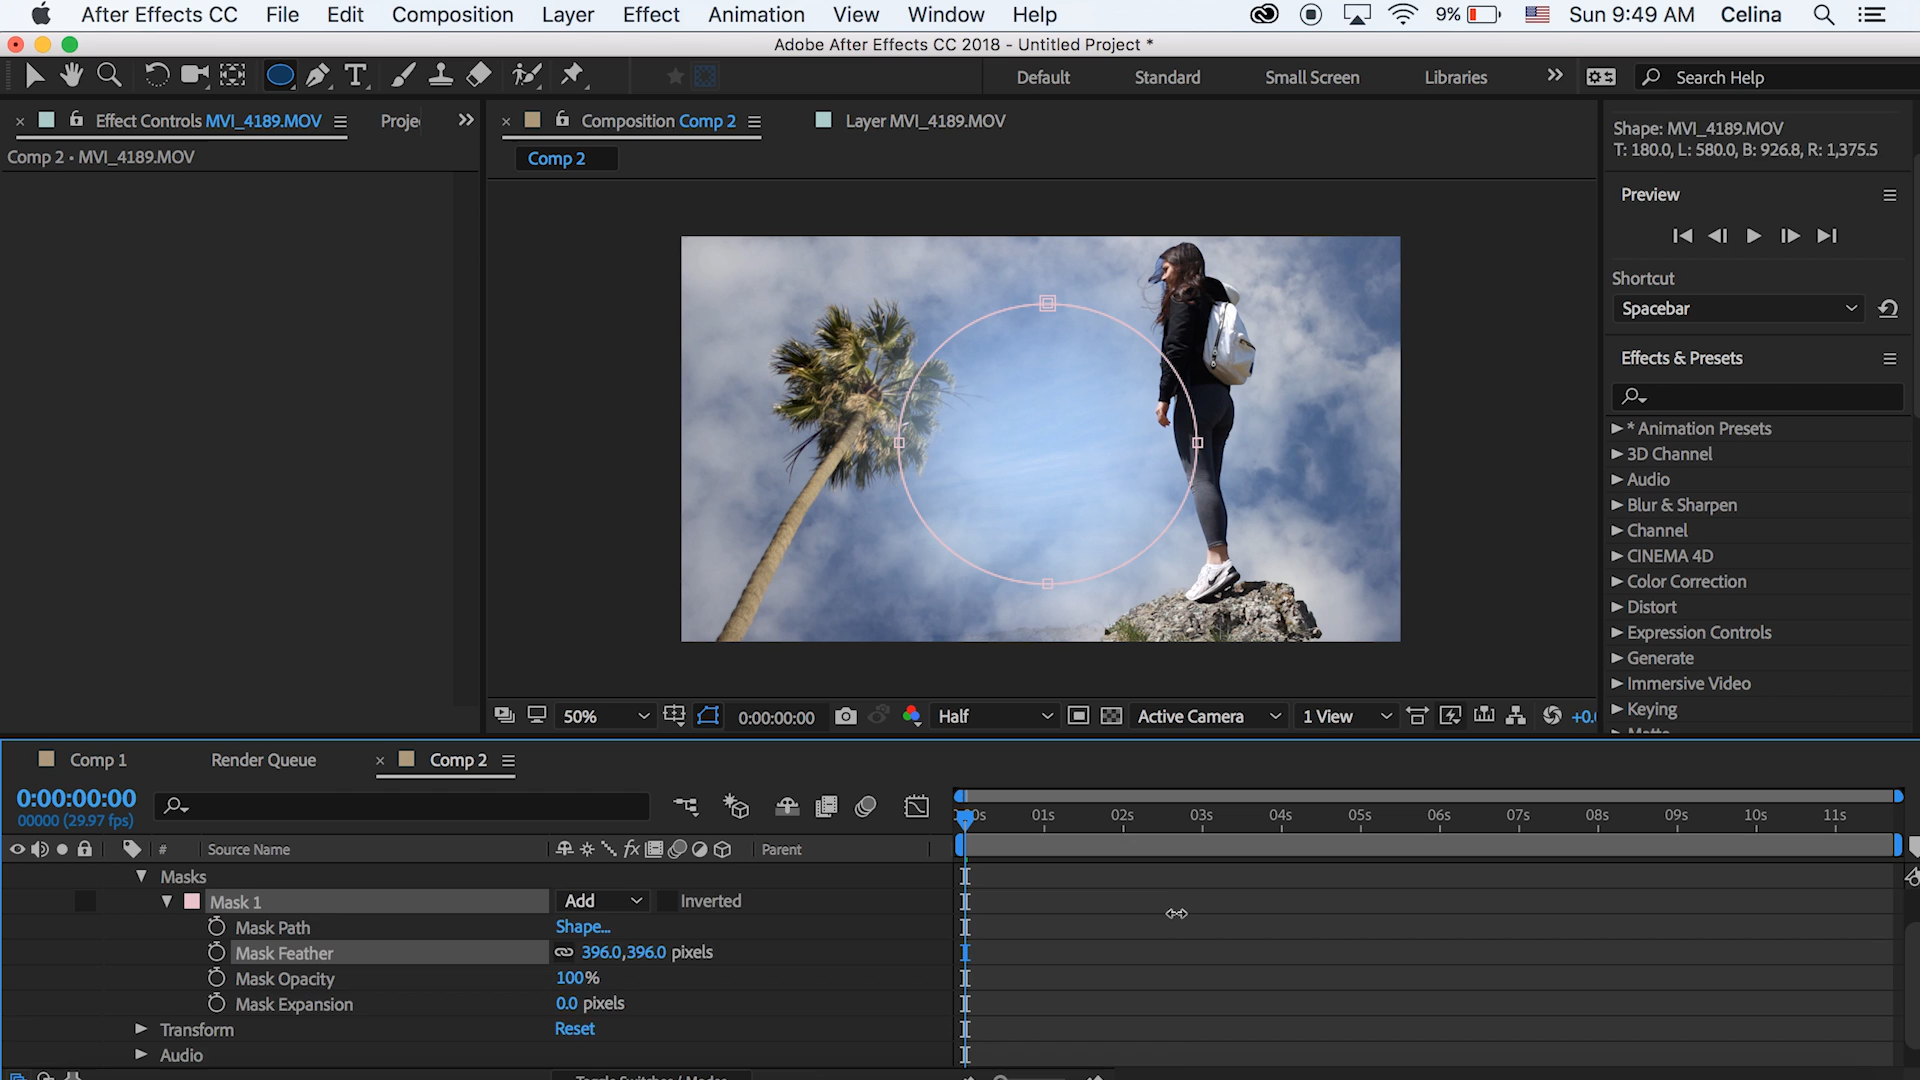 After Effects CC File Edit Composition Layer Effect Animation View Window Help 9% Sun 9:49 AM Celina
Adobe After Effects CC 2018 - Untitled Project *
Default Standard Small Screen Libraries Search Help
Effect Controls MVI_4189.MOV Proje
Composition Comp 2 Layer MVI_4189.MOV
Comp 2 • MVI_4189.MOV
Comp 2
Shape: MVI_4189.MOV
T: 180.0, L: 580.0, B: 926.8, R: 1,375.5
Preview
Shortcut
Spacebar
Effects & Presets
* Animation Presets
3D Channel
Audio
Blur & Sharpen
Channel
CINEMA 4D
Color Correction
Distort
Expression Controls
Generate
Immersive Video
Keying
Matte
50% 0:00:00:00 Half Active Camera 1 View +0.
Comp 1 Render Queue Comp 2
0:00:00:00
00000 (29.97 fps)
00s 01s 02s 03s 04s 05s 06s 07s 08s 09s 10s 11s
# Source Name fx Parent
Masks
Mask 1 Add Inverted
Mask Path Shape...
Mask Feather 396.0,396.0 pixels
Mask Opacity 100%
Mask Expansion 0.0 pixels
Transform Reset
Audio
Toggle Switches / Modes